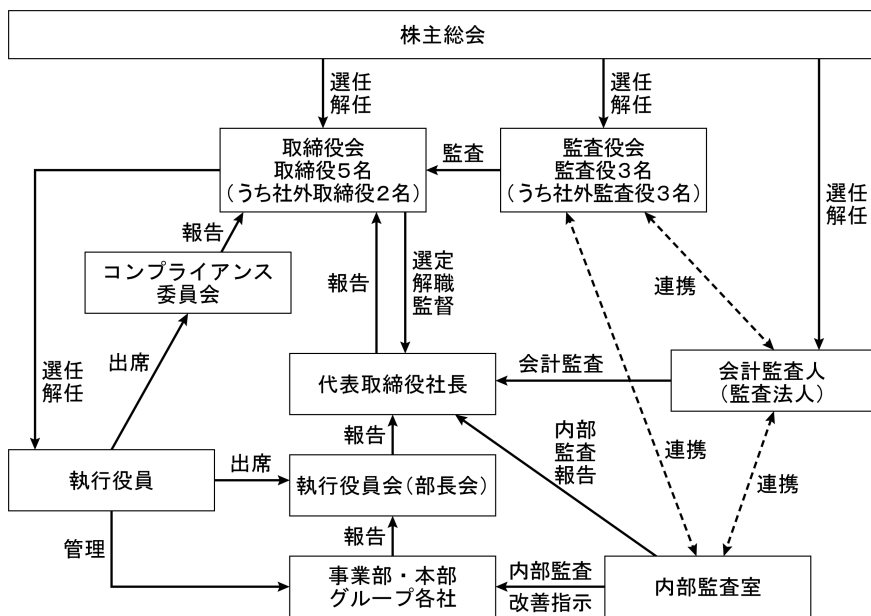 株主総会
選任
解任
選任
解任
選任
解任
取締役会
取締役5名
(うち社外取締役2名)
監査
監査役会
監査役3名
(うち社外監査役3名)
報告
コンプライアンス
委員会
報告
選定
解職
監督
連携
出席
選任
解任
代表取締役社長
会計監査
会計監査人
(監査法人)
報告
内部
監査
報告
連携
連携
執行役員
出席
執行役員会(部長会)
管理
報告
事業部・本部
グループ各社
内部監査
改善指示
内部監査室